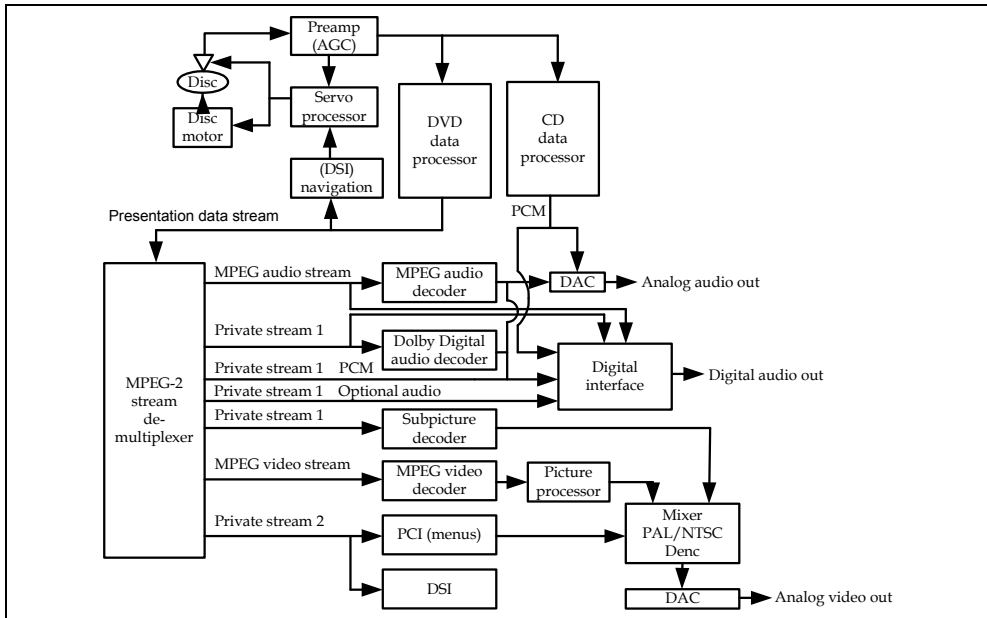 Preamp
(AGC)
Disc
Servo
processor
Disc
motor
DVD
data
processor
CD
data
processor
(DSI)
navigation
Presentation data stream
PCM
MPEG audio stream
MPEG audio
decoder
DAC
Analog audio out
Private stream 1
Dolby Digital
audio decoder
Digital
interface
Digital audio out
Private stream 1
PCM
MPEG-2
stream
de-
multiplexer
Private stream 1
Optional audio
Private stream 1
Subpicture
decoder
MPEG video stream
MPEG video
decoder
Picture
processor
Mixer
PAL/NTSC
Denc
Private stream 2
PCI (menus)
DSI
DAC
Analog video out